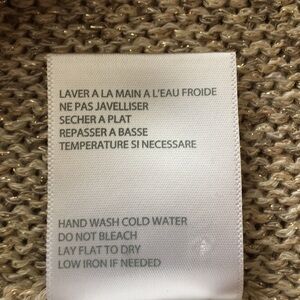 LAVER A LA MAIN A L'EAU FROIDE
NE PAS JAVELLISER
SECHER A PLAT
REPASSER A BASSE
TEMPERATURE SI NECESSARE
HAND WASH COLD WATER
DO NOT BLEACH
LAY FLAT TO DRY
LOW IRON IF NEEDED